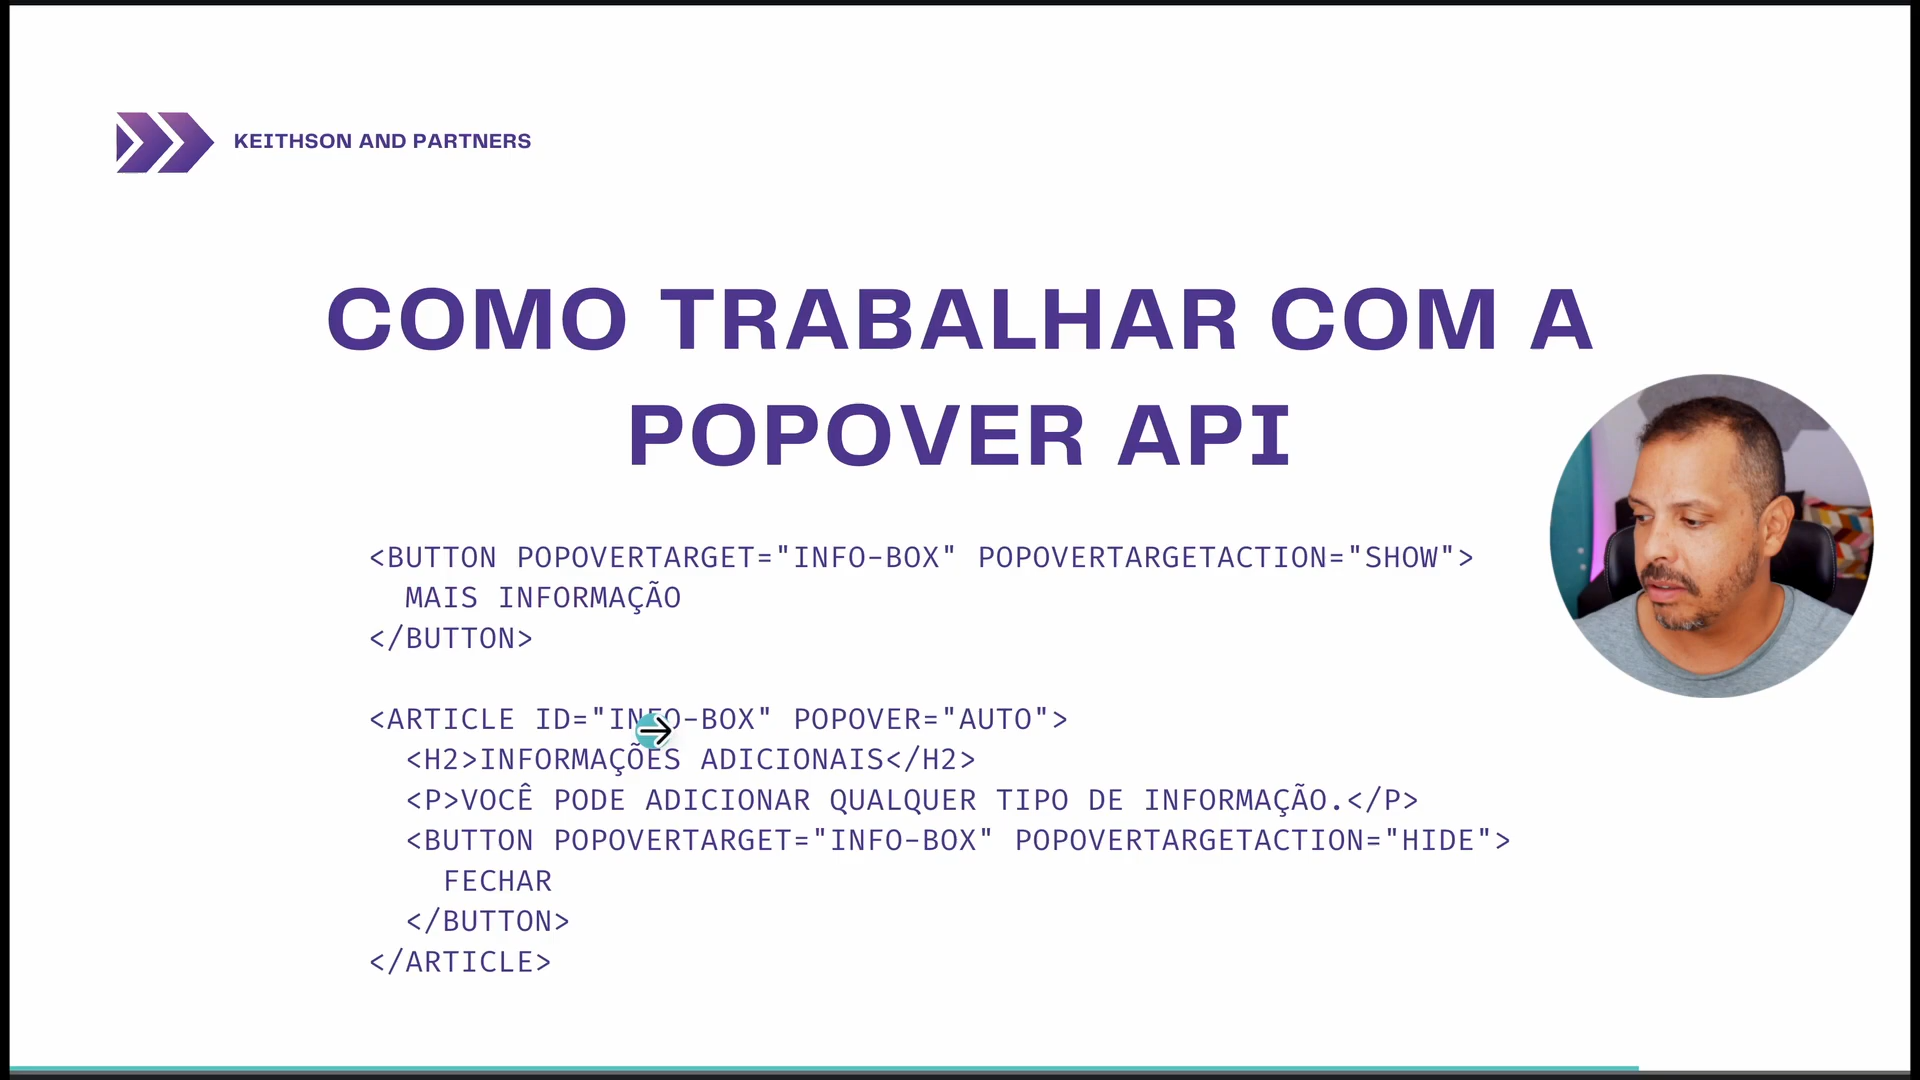 KEITHSON AND PARTNERS
COMO TRABALHAR COM A
POPOVER API
<BUTTON POPOVERTARGET="INFO-BOX" POPOVERTARGETACTION="SHOW">
MAIS INFORMAÇÃO
</BUTTON>
<ARTICLE ID="INFO-BOX" POPOVER="AUTO">
<H2>INFORMAÇÕES ADICIONAIS</H2>
<P>VOCÊ PODE ADICIONAR QUALQUER TIPO DE INFORMAÇÃO.</P>
<BUTTON POPOVERTARGET="INFO-BOX" POPOVERTARGETACTION="HIDE">
FECHAR
</BUTTON>
</ARTICLE>